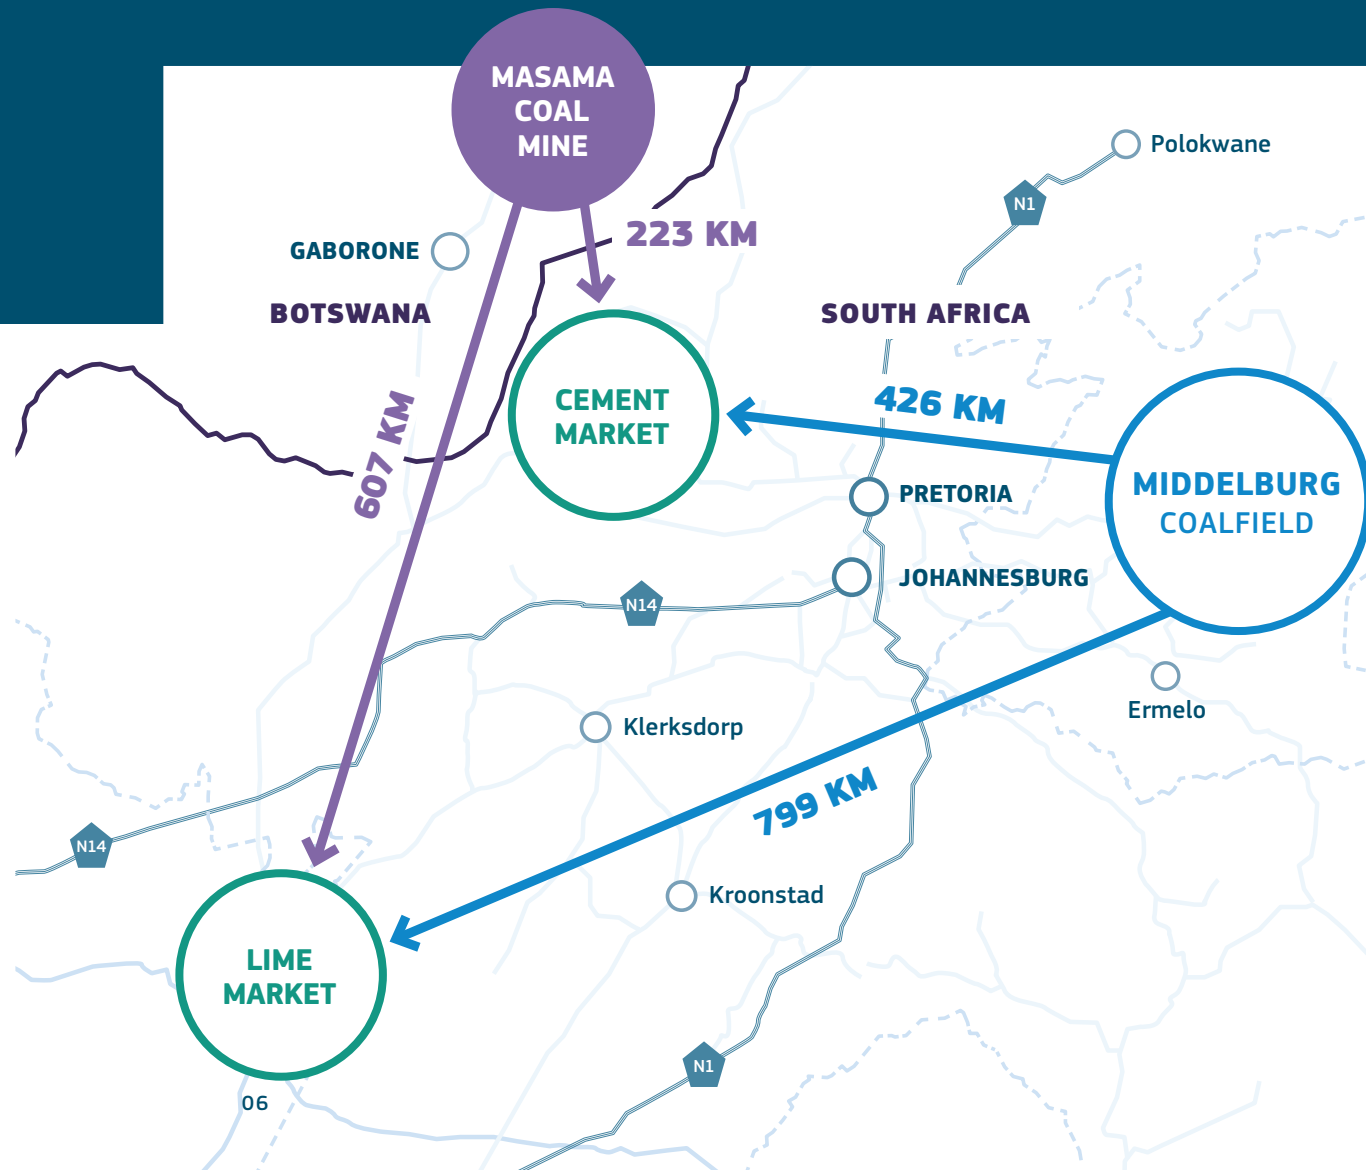 MASAMA
COAL
MINE
Polokwane
N1
223 KM
GABORONE
BOTSWANA
SOUTH AFRICA
CEMENT
MARKET
426 KM
607 KM
MIDDELBURG
COALFIELD
PRETORIA
JOHANNESBURG
N14
Ermelo
Klerksdorp
799 KM
N14
Kroonstad
LIME
MARKET
N1
06